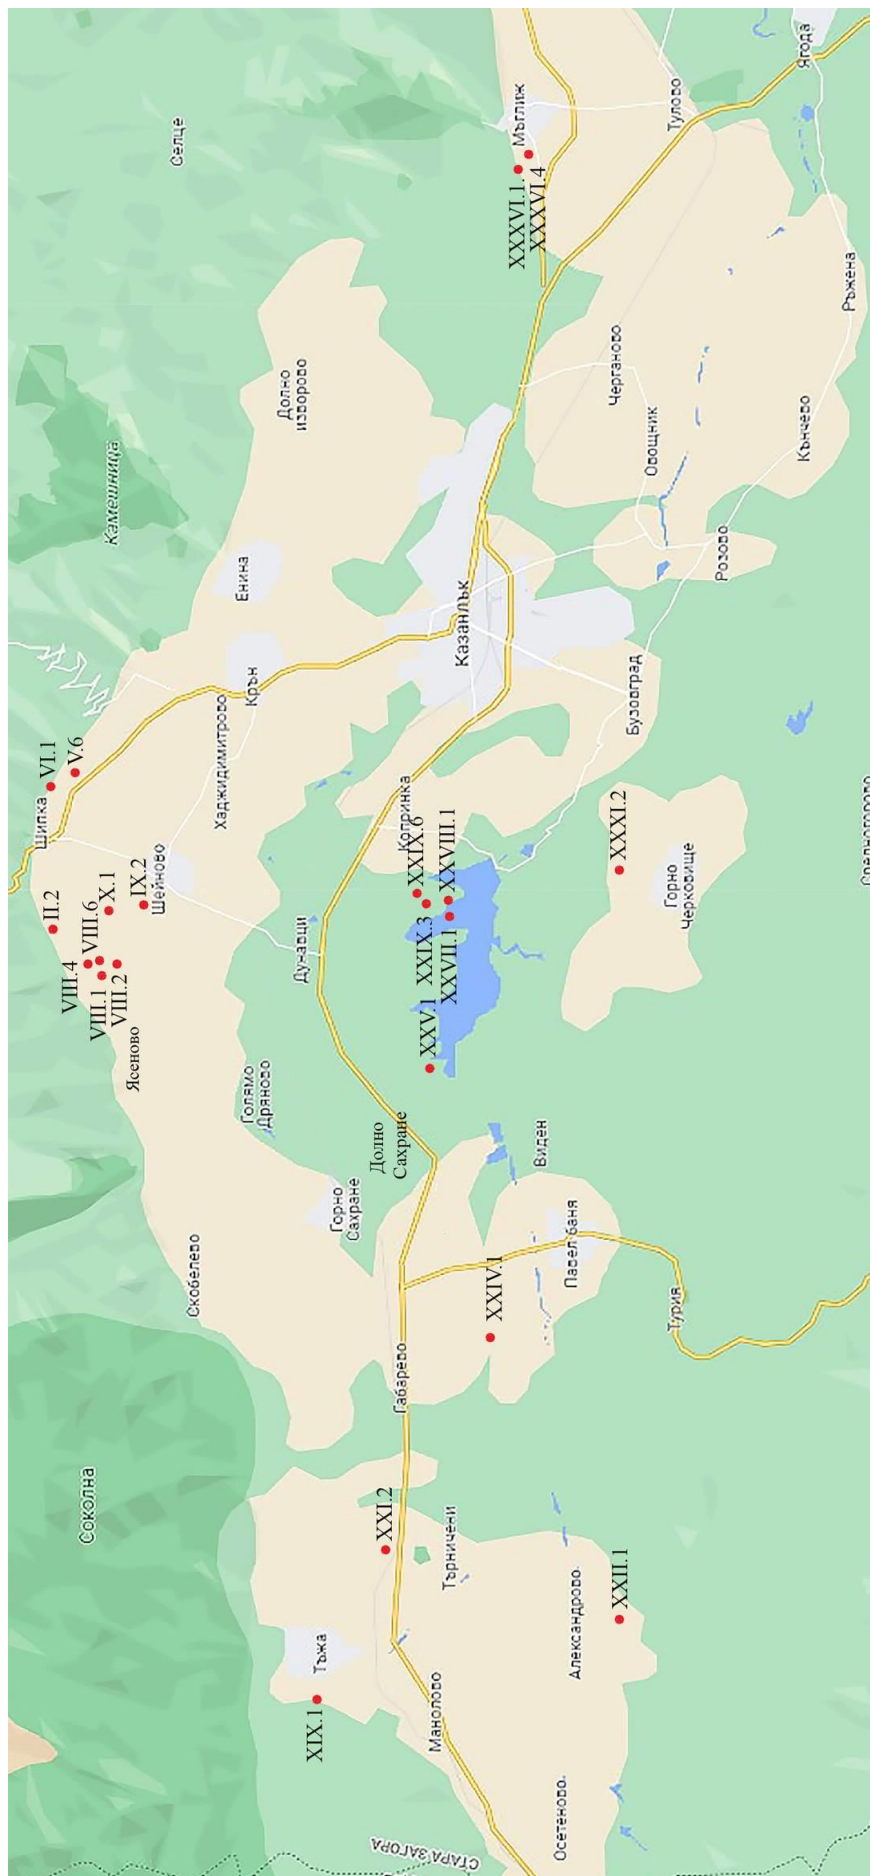 Соколна
Скобелево
Ясеново
VIII.4
VIII.1
VIII.6
VIII.2
II.2
X.1
IX.2
Шипка
VI.1
V.6
Шейново
Хаджидимитрово
Крън
Енина
Камешница
Долно
изворово
Селце
XIX.1
Тъжа
XXI.2
Габарево
Горно
Сахране
Долно
Сахране
Голямо
Дряново
Дунавци
XXV.1
XXIX.3
XXVII.1
XXIX.6
XXVIII.1
Копринка
Казанлък
XXXVI.1.
XXXVI.4
Мъглиж
СТАРА ЗАГОРА
Манолово
Търничени
XXIV.1
Виден
Павел баня
Осетеново
Александрово
XXII.1
Турия
XXXI.2
Горно
Черковище
Бузовград
Розово
Овощник
Черганово
Тулово
Кънчево
Ръжена
Ягода